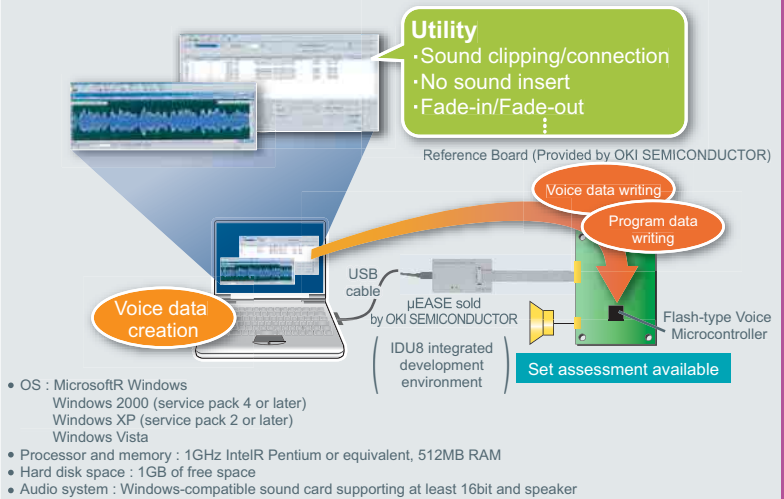 Utility
・Sound clipping/connection
・No sound insert
・Fade-in/Fade-out
Reference Board (Provided by OKI SEMICONDUCTOR)
Voice data writing
Program data
writing
USB
cable
Voice data
creation
µEASE sold
by OKI SEMICONDUCTOR
Flash-type Voice
Microcontroller
( IDU8 integrated
development
environment )
Set assessment available
• OS : MicrosoftR Windows
Windows 2000 (service pack 4 or later)
Windows XP (service pack 2 or later)
Windows Vista
• Processor and memory : 1GHz IntelR Pentium or equivalent, 512MB RAM
• Hard disk space : 1GB of free space
• Audio system : Windows-compatible sound card supporting at least 16bit and speaker